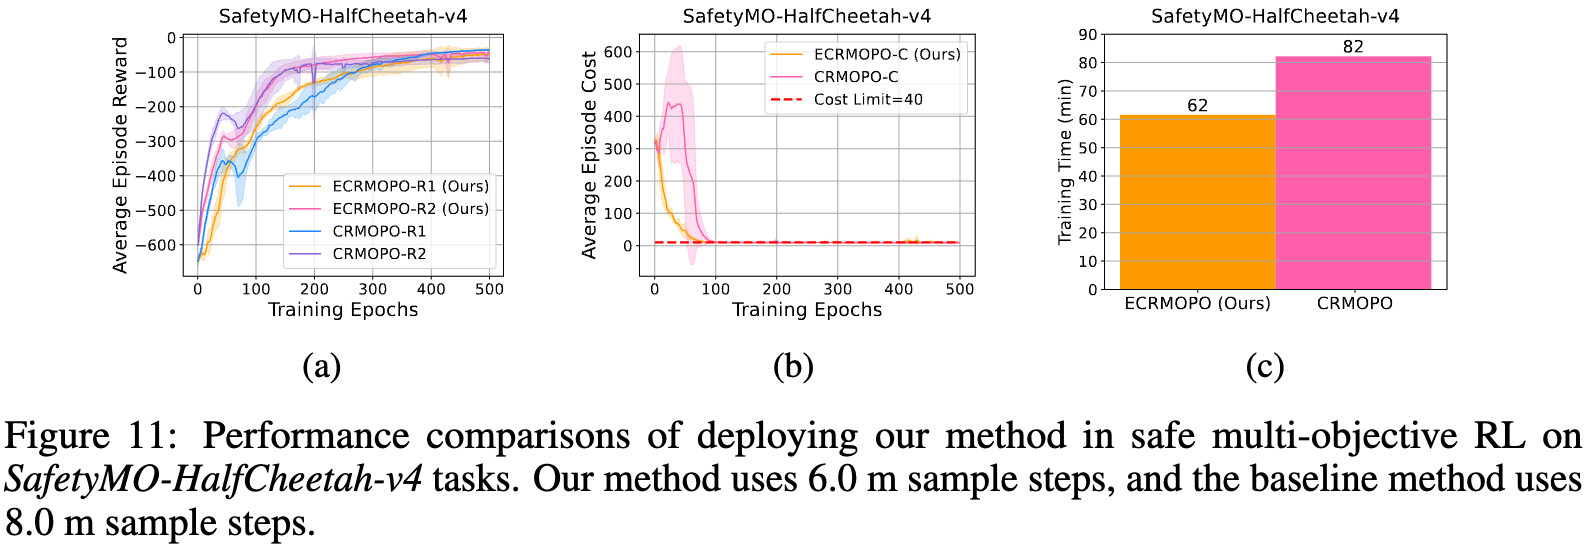 SafetyMO-HalfCheetah-v4
0
−100
−200
−300
−400
−500
−600
Average Episode Reward
ECRMOPO-R1 (Ours)
ECRMOPO-R2 (Ours)
CRMOPO-R1
CRMOPO-R2
0 100 200 300 400 500
Training Epochs
(a)
SafetyMO-HalfCheetah-v4
600
500
400
300
200
100
0
Average Episode Cost
ECRMOPO-C (Ours)
CRMOPO-C
Cost Limit=40
0 100 200 300 400 500
Training Epochs
(b)
SafetyMO-HalfCheetah-v4
90
80
70
60
50
40
30
20
10
0
Training Time (min)
62
82
ECRMOPO (Ours) CRMOPO
(c)
Figure 11: Performance comparisons of deploying our method in safe multi-objective RL on
SafetyMO-HalfCheetah-v4 tasks. Our method uses 6.0 m sample steps, and the baseline method uses
8.0 m sample steps.